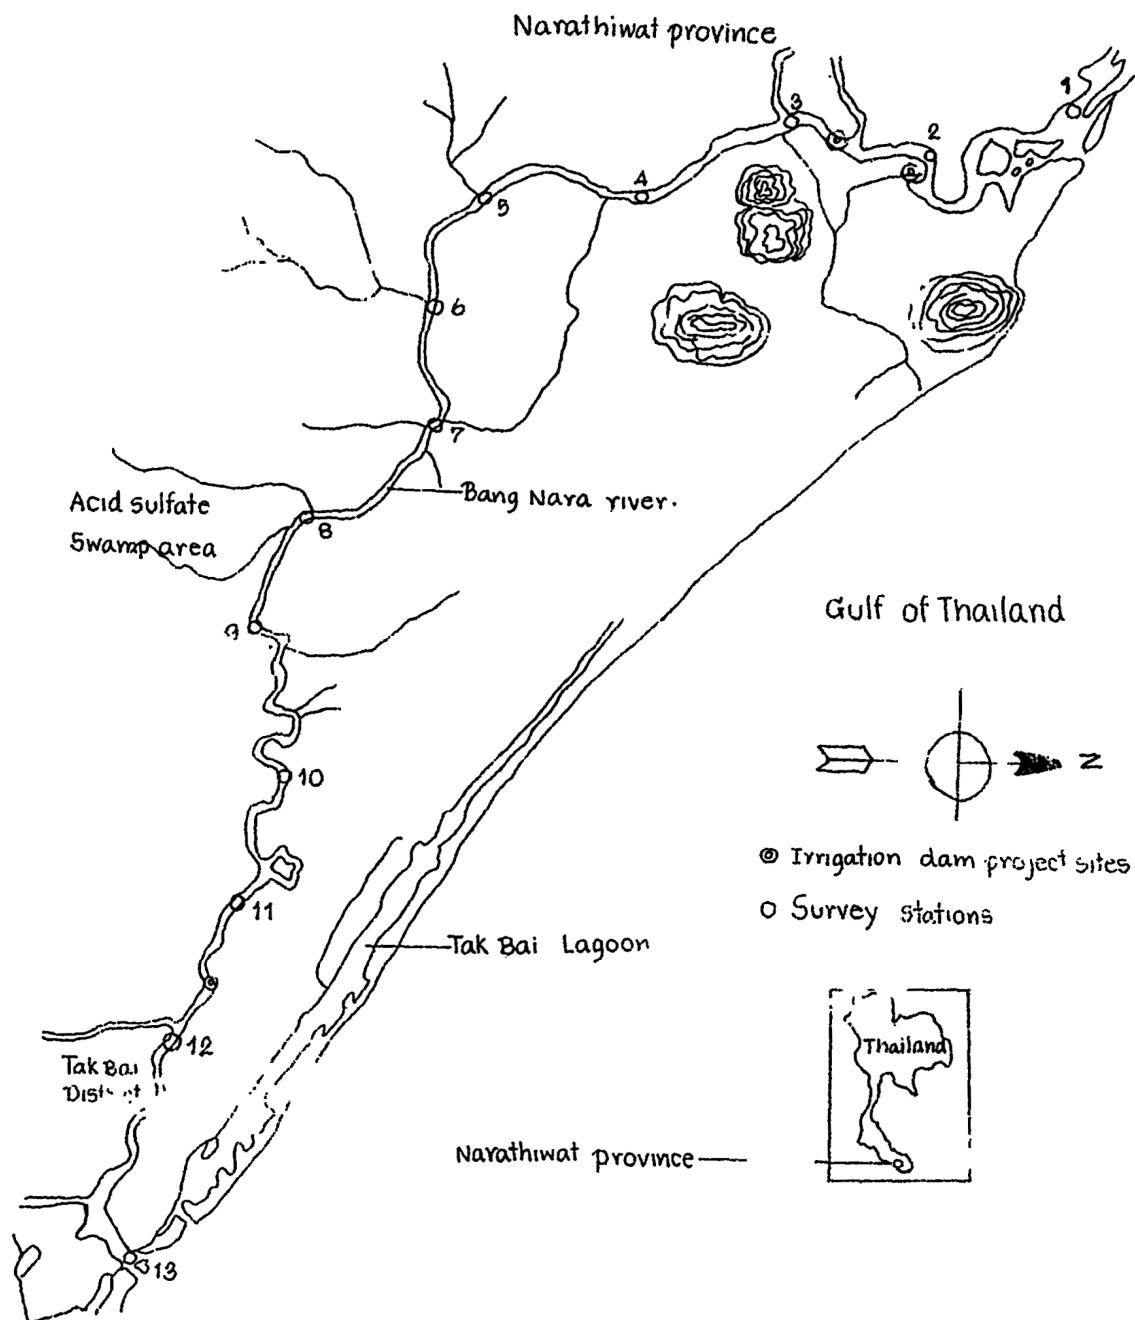 Narathiwat province
1
3
2
4
5
6
7
Bang Nara river.
Acid Sulfate
Swamp area
8
Gulf of Thailand
9
N
10
Irrigation dam project sites
11
Survey stations
Tak Bai Lagoon
12
Thailand
Tak Bai
Narathiwat province
13